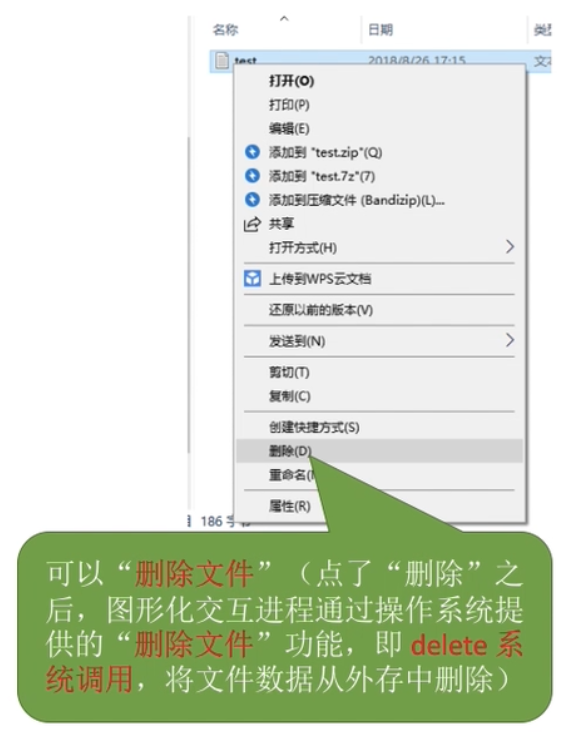 名称
日期
test
2018/8/26 17:15
打开(O)
打印(P)
编辑(E)
添加到 "test.zip"(Q)
添加到 "test.7z"(7)
添加到压缩文件 (Bandizip)(L)...
共享
打开方式(H)
上传到WPS云文档
还原以前的版本(V)
发送到(N)
剪切(T)
复制(C)
创建快捷方式(S)
删除(D)
重命名
属性(R)
186 字
可以“删除文件”（点了“删除”之
后，图形化交互进程通过操作系统提
供的“删除文件”功能，即 delete 系
统调用，将文件数据从外存中删除）